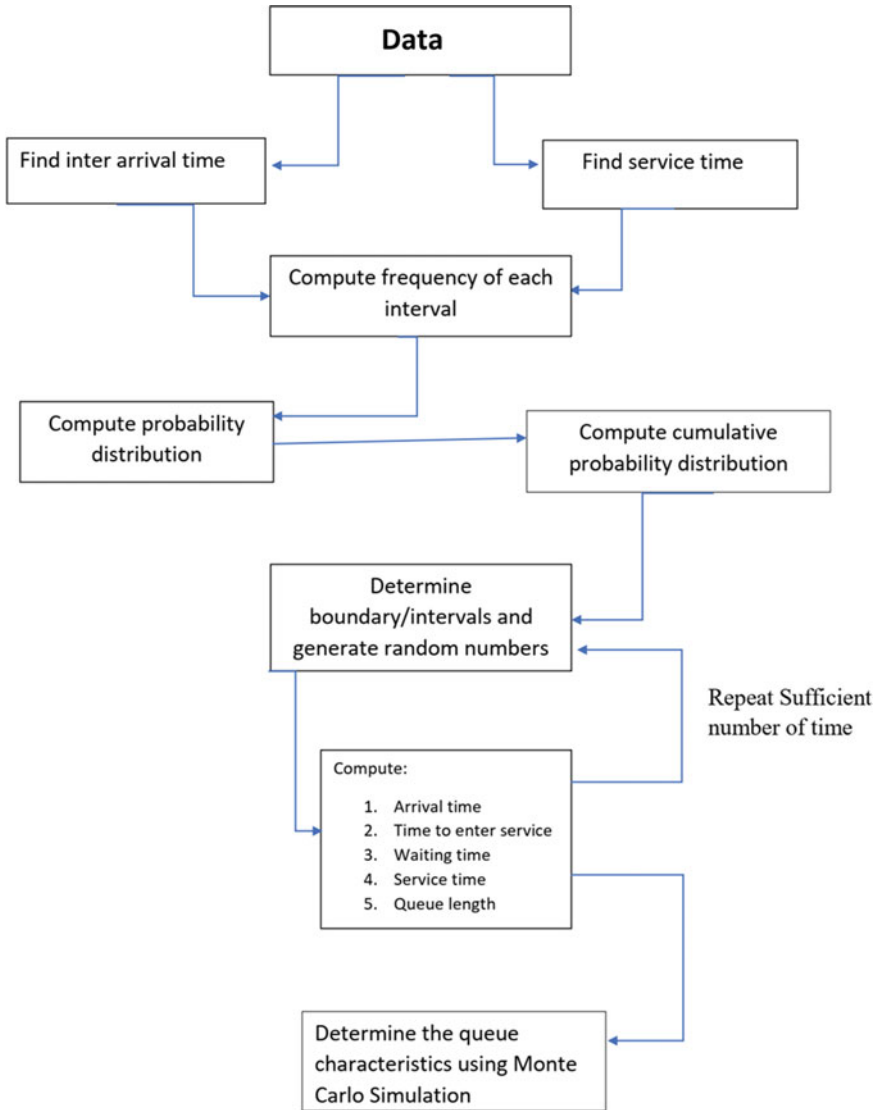 Data
Find inter arrival time
Find service time
Compute frequency of each
interval
Compute probability
distribution
Compute cumulative
probability distribution
Determine
boundary/intervals and
generate random numbers
Repeat Sufficient
number of time
Compute:
1. Arrival time
2. Time to enter service
3. Waiting time
4. Service time
5. Queue length
Determine the queue
characteristics using Monte
Carlo Simulation